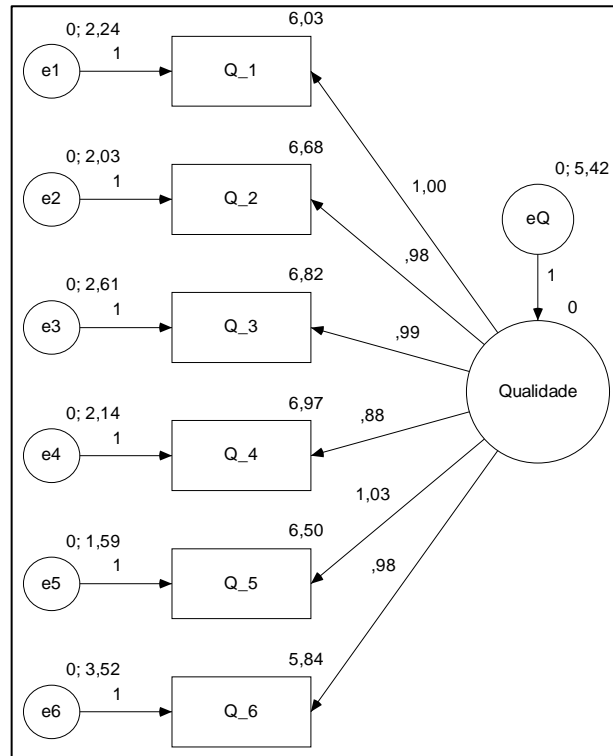 0; 2,24
6,03
e1
1
Q_1
0; 2,03
6,68
e2
1
Q_2
1,00
0; 5,42
eQ
,98
1
0
0; 2,61
6,82
e3
1
Q_3
,99
Qualidade
0; 2,14
6,97
e4
1
Q_4
,88
1,03
0; 1,59
6,50
e5
1
Q_5
,98
0; 3,52
5,84
e6
1
Q_6